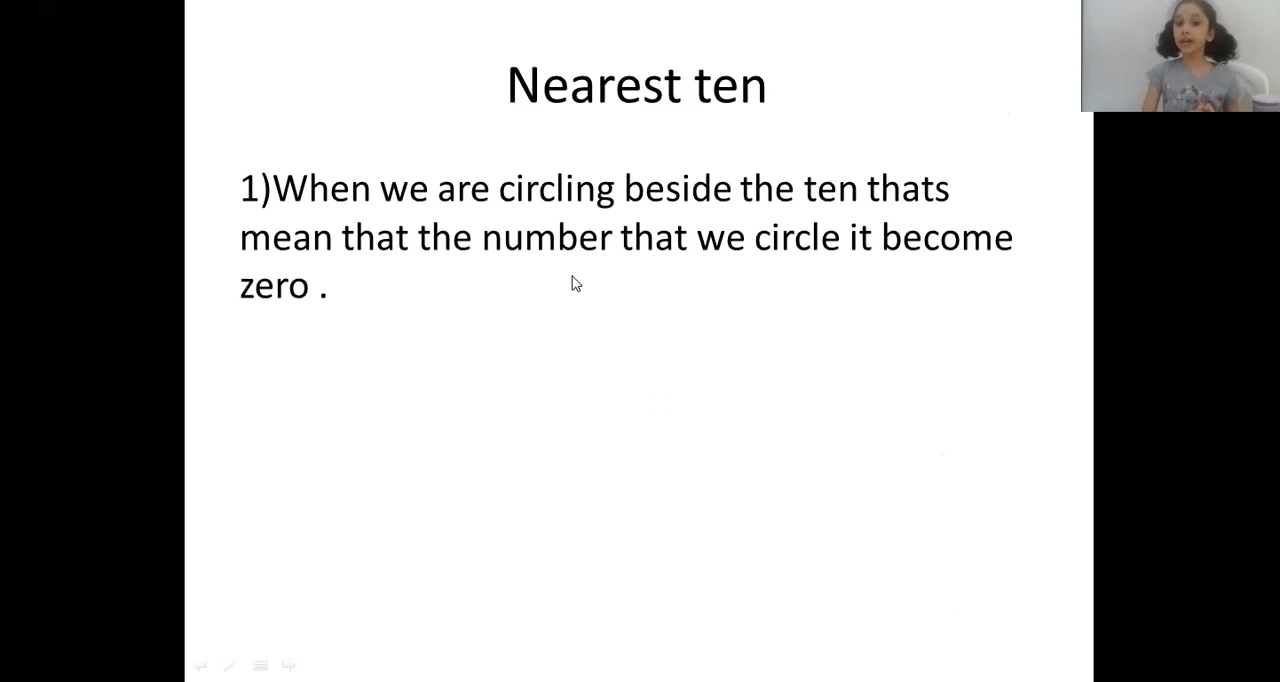 Nearest ten
1)When we are circling beside the ten thats
mean that the number that we circle it become
zero .